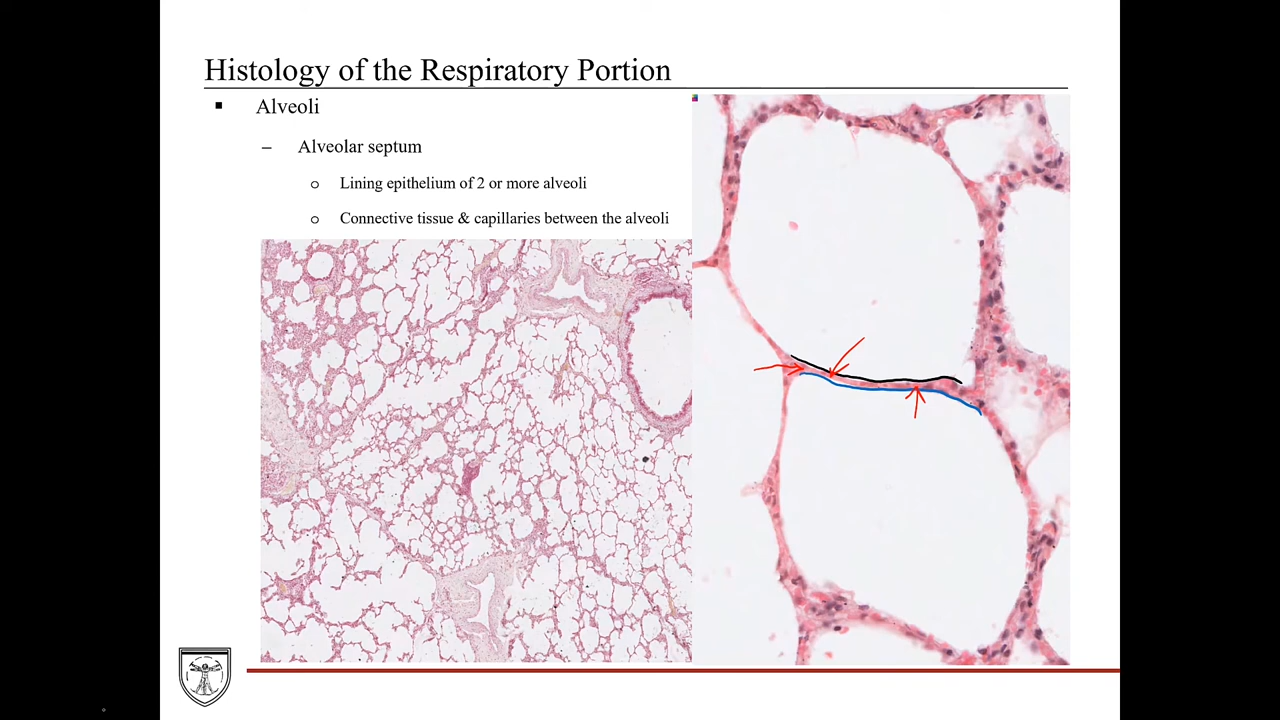 Histology of the Respiratory Portion
▪ Alveoli
– Alveolar septum
o Lining epithelium of 2 or more alveoli
o Connective tissue & capillaries between the alveoli